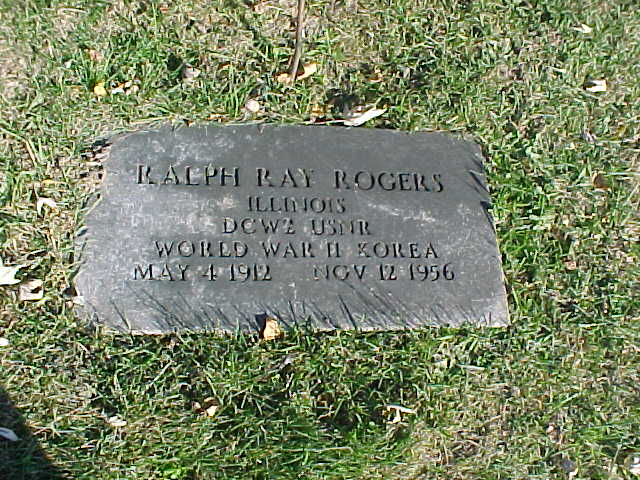 RALPH RAY ROGERS
ILLINOIS
DCW2 USNR
WORLD WAR II KOREA
MAY 4 1912 NOV 12 1956